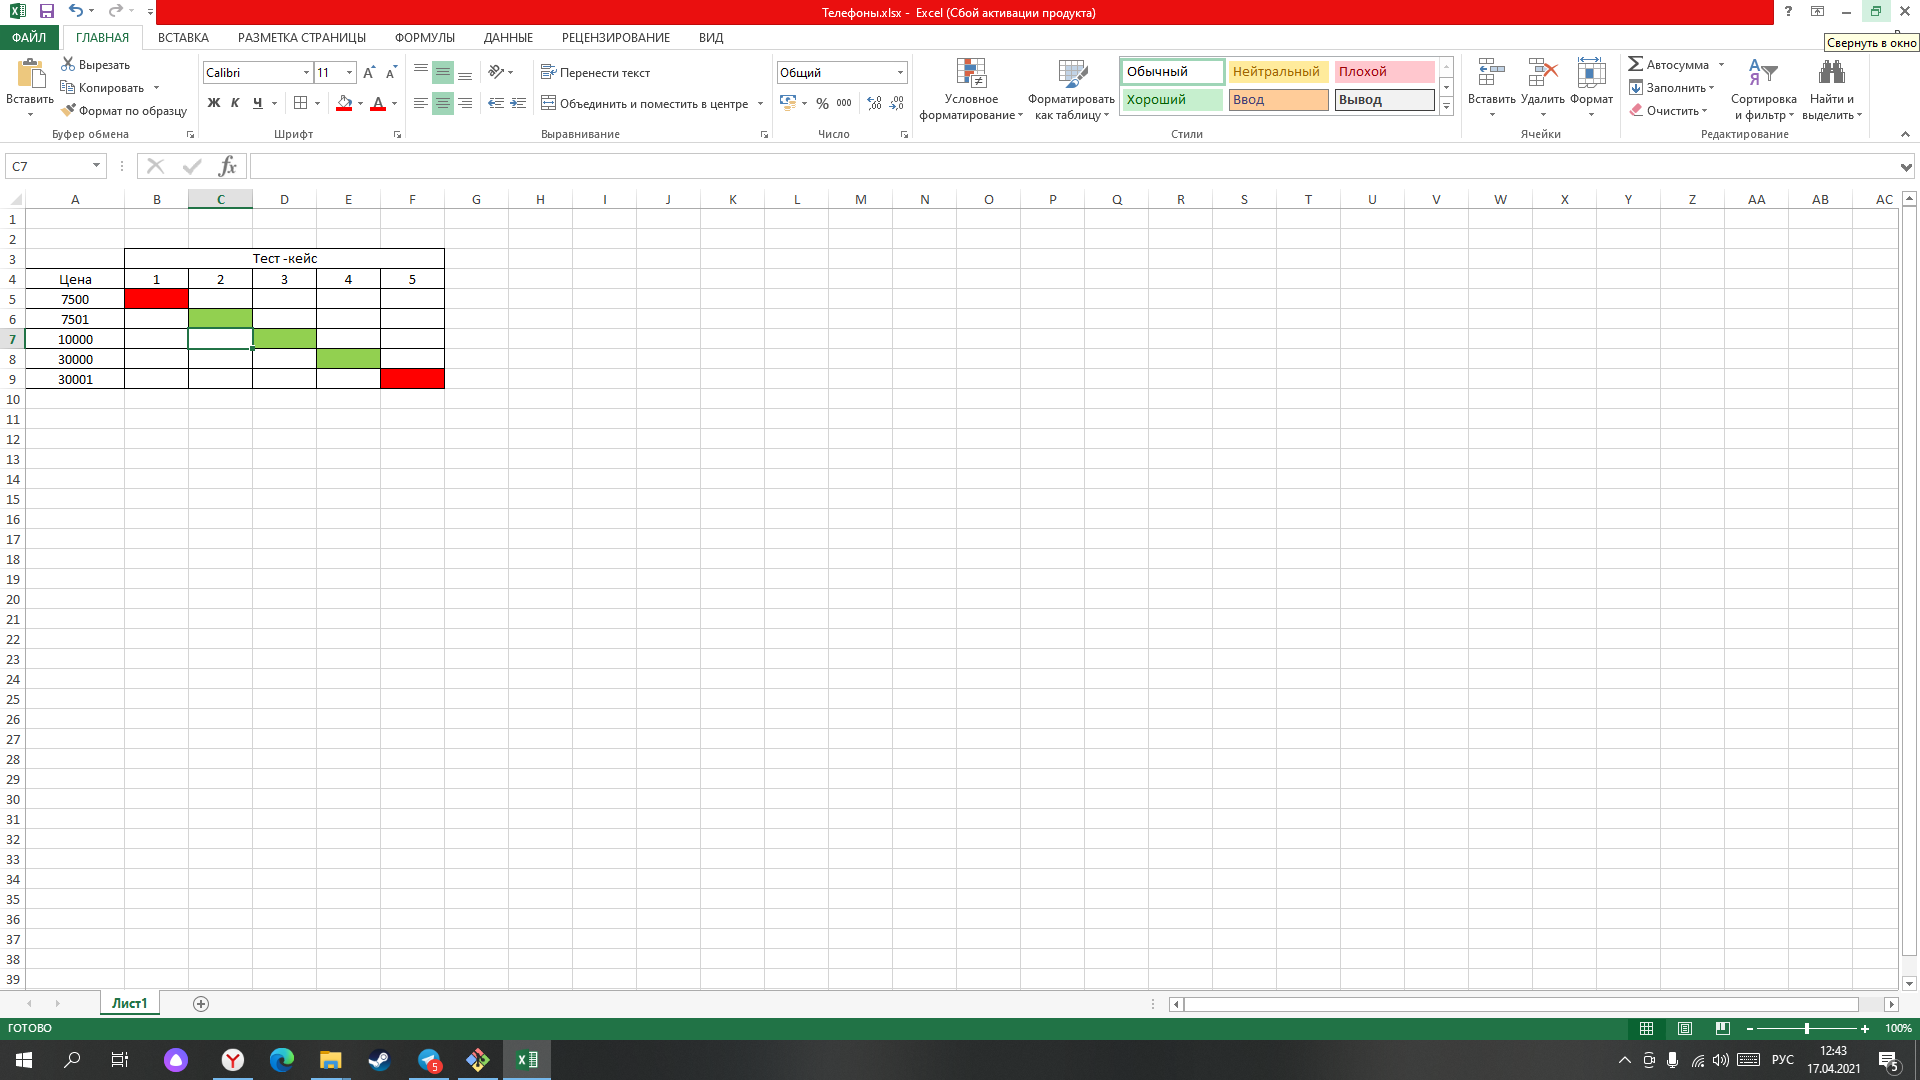 Телефоны.xlsx - Excel (Сбой активации продукта)
ФАЙЛ ГЛАВНАЯ ВСТАВКА РАЗМЕТКА СТРАНИЦЫ ФОРМУЛЫ ДАННЫЕ РЕЦЕНЗИРОВАНИЕ ВИД
Свернуть в окно
Вставить
Вырезать
Копировать
Формат по образцу
Буфер обмена
Calibri 11
Ж К Ч
Шрифт
Перенести текст
Объединить и поместить в центре
Выравнивание
Общий
% 000
Число
Условное форматирование
Форматировать как таблицу
Обычный Нейтральный Плохой
Хороший Ввод Вывод
Стили
Вставить Удалить Формат
Ячейки
Автосумма
Заполнить
Очистить
Сортировка и фильтр
Найти и выделить
Редактирование
C7
fx
A B C D E F G H I J K L M N O P Q R S T U V W X Y Z AA AB AC
1
2
3 Тест -кейс
4 Цена 1 2 3 4 5
5 7500
6 7501
7 10000
8 30000
9 30001
10
11
12
13
14
15
16
17
18
19
20
21
22
23
24
25
26
27
28
29
30
31
32
33
34
35
36
37
38
39
Лист1
ГОТОВО
100%
5
РУС
12:43
17.04.2021
5